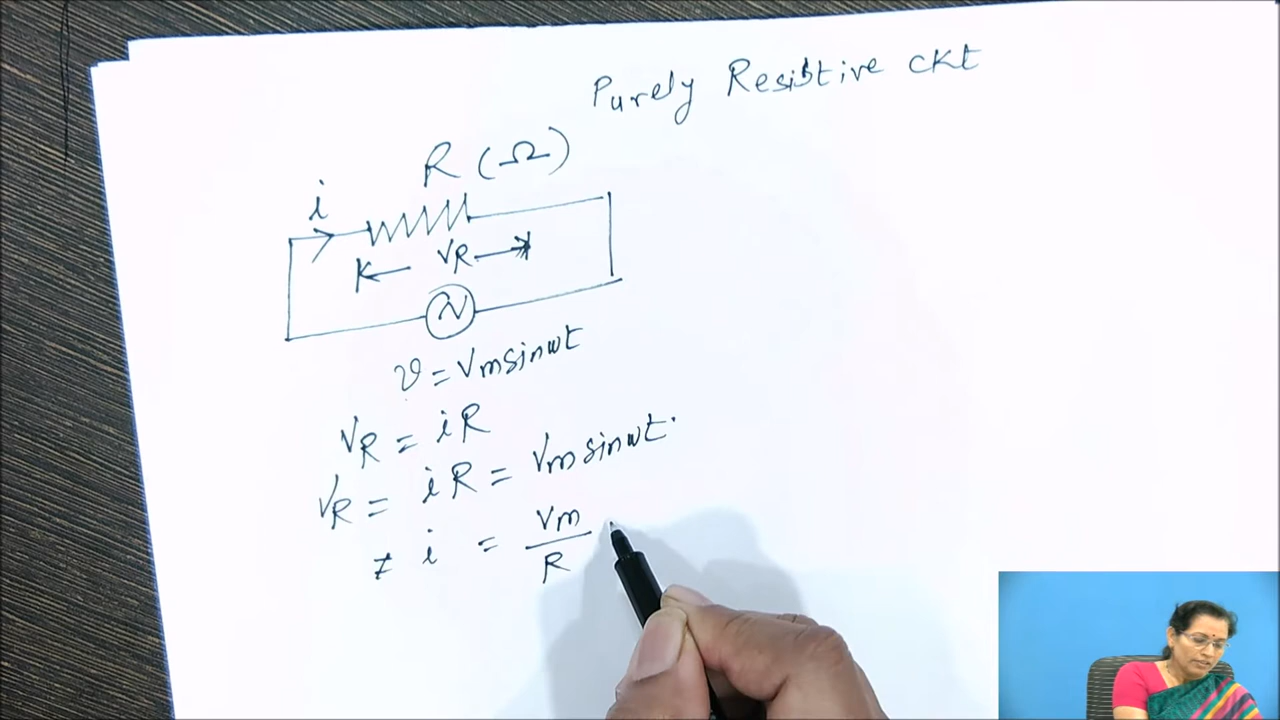 Purely Resistive ckt
R (Ω)
i
VR
v = Vm sinωt
VR = iR
VR = iR = Vm sinωt.
i = Vm/R